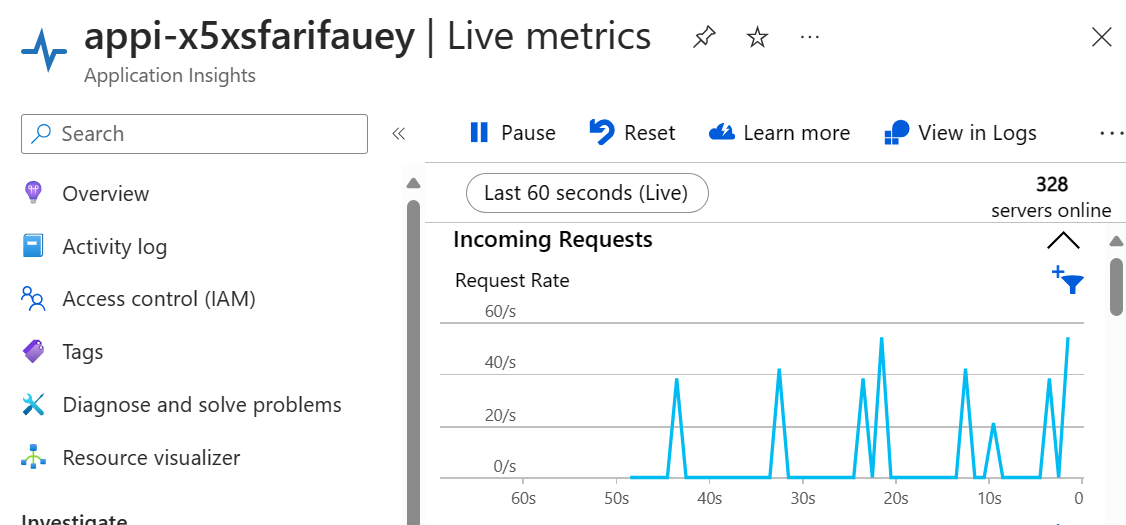 appi-x5xsfarifauey | Live metrics
Application Insights
Search
Overview
Activity log
Access control (IAM)
Tags
Diagnose and solve problems
Resource visualizer
Investigate
Pause Reset Learn more View in Logs
Last 60 seconds (Live)
328
servers online
Incoming Requests
Request Rate
60/s
40/s
20/s
0/s
60s 50s 40s 30s 20s 10s 0